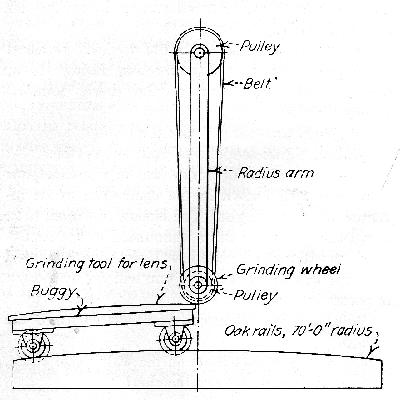 Pulley
Belt
Radius arm
Grinding tool for lens
Grinding wheel
Buggy
Pulley
Oak rails, 70'-0" radius